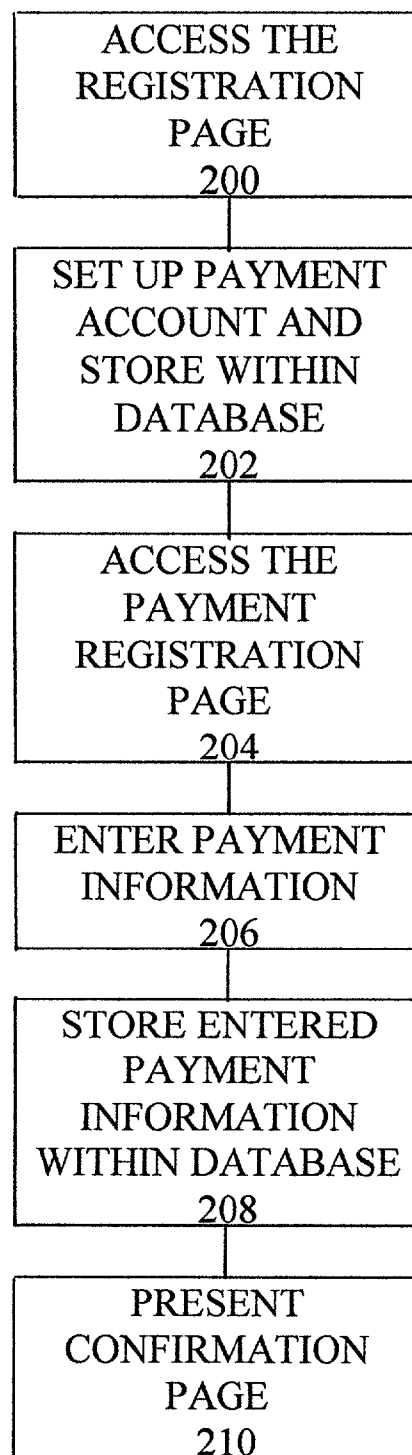 ACCESS THE
REGISTRATION
PAGE
200
SET UP PAYMENT
ACCOUNT AND
STORE WITHIN
DATABASE
202
ACCESS THE
PAYMENT
REGISTRATION
PAGE
204
ENTER PAYMENT
INFORMATION
206
STORE ENTERED
PAYMENT
INFORMATION
WITHIN DATABASE
208
PRESENT
CONFIRMATION
PAGE
210